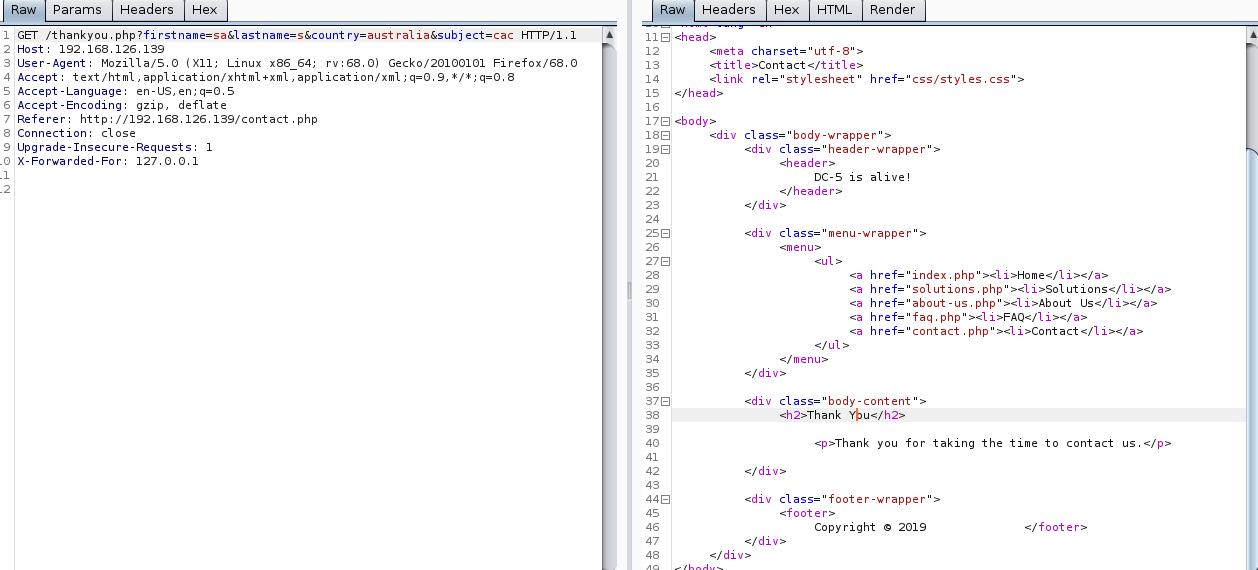 Raw Params Headers Hex
1 GET /thankyou.php?firstname=sa&lastname=s&country=australia&subject=cac HTTP/1.1
2 Host: 192.168.126.139
3 User-Agent: Mozilla/5.0 (X11; Linux x86_64; rv:68.0) Gecko/20100101 Firefox/68.0
4 Accept: text/html,application/xhtml+xml,application/xml;q=0.9,*/*;q=0.8
5 Accept-Language: en-US,en;q=0.5
6 Accept-Encoding: gzip, deflate
7 Referer: http://192.168.126.139/contact.php
8 Connection: close
9 Upgrade-Insecure-Requests: 1
0 X-Forwarded-For: 127.0.0.1
1
2
Raw Headers Hex HTML Render
11 <head>
12 <meta charset="utf-8">
13 <title>Contact</title>
14 <link rel="stylesheet" href="css/styles.css">
15 </head>
16
17 <body>
18 <div class="body-wrapper">
19 <div class="header-wrapper">
20 <header>
21 DC-5 is alive!
22 </header>
23 </div>
24
25 <div class="menu-wrapper">
26 <menu>
27 <ul>
28 <a href="index.php"><li>Home</li></a>
29 <a href="solutions.php"><li>Solutions</li></a>
30 <a href="about-us.php"><li>About Us</li></a>
31 <a href="faq.php"><li>FAQ</li></a>
32 <a href="contact.php"><li>Contact</li></a>
33 </ul>
34 </menu>
35 </div>
36
37 <div class="body-content">
38 <h2>Thank You</h2>
39
40 <p>Thank you for taking the time to contact us.</p>
41
42 </div>
43
44 <div class="footer-wrapper">
45 <footer>
46 Copyright © 2019 </footer>
47 </div>
48 </div>
49 </body>